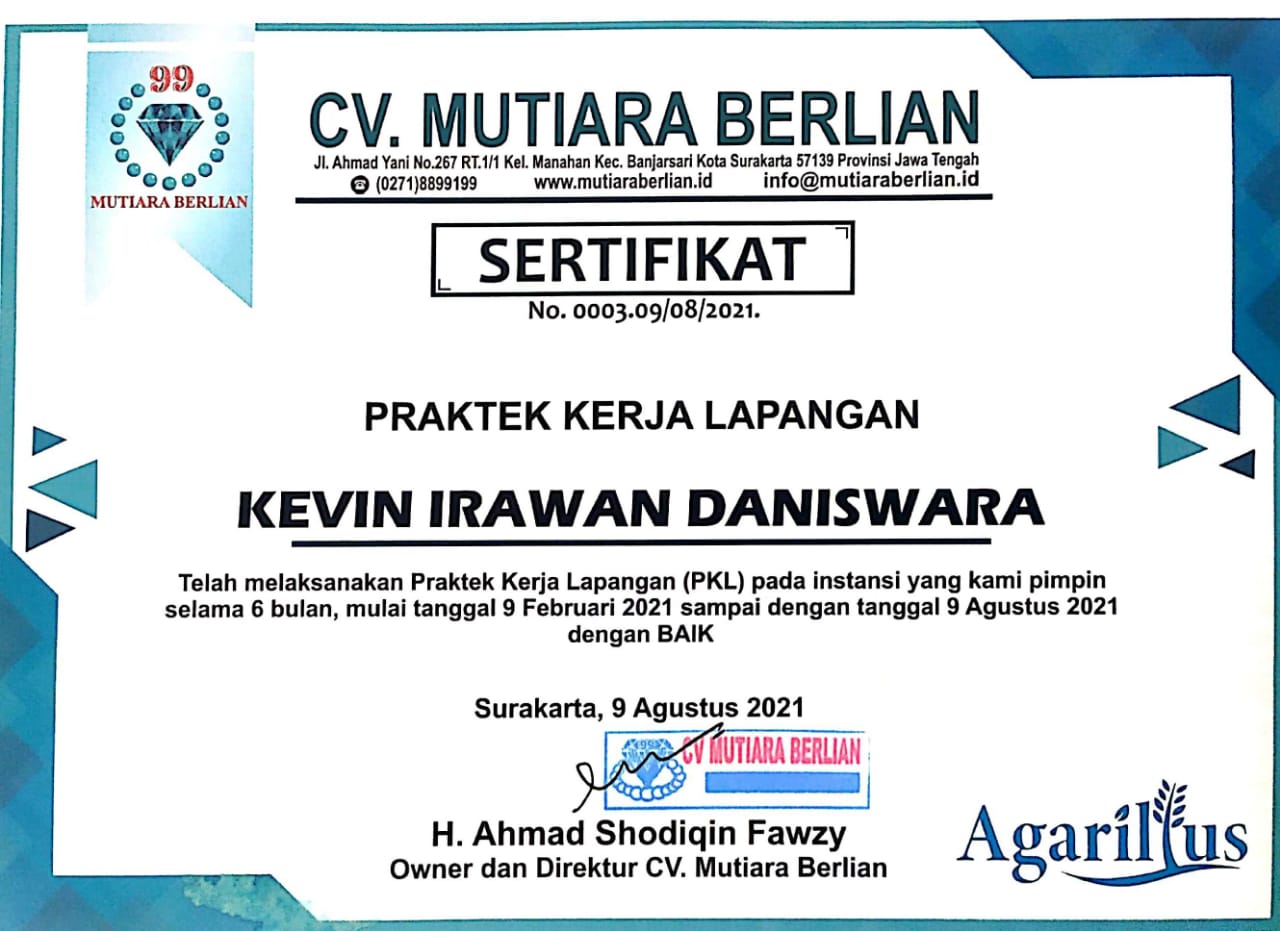 99
MUTIARA BERLIAN
CV. MUTIARA BERLIAN
Jl. Ahmad Yani No.267 RT.1/1 Kel. Manahan Kec. Banjarsari Kota Surakarta 57139 Provinsi Jawa Tengah
(0271)8899199 www.mutiaraberlian.id info@mutiaraberlian.id
SERTIFIKAT
No. 0003.09/08/2021.
PRAKTEK KERJA LAPANGAN
KEVIN IRAWAN DANISWARA
Telah melaksanakan Praktek Kerja Lapangan (PKL) pada instansi yang kami pimpin
selama 6 bulan, mulai tanggal 9 Februari 2021 sampai dengan tanggal 9 Agustus 2021
dengan BAIK
Surakarta, 9 Agustus 2021
99
CV MUTIARA BERLIAN
H. Ahmad Shodiqin Fawzy
Owner dan Direktur CV. Mutiara Berlian
Agarillus